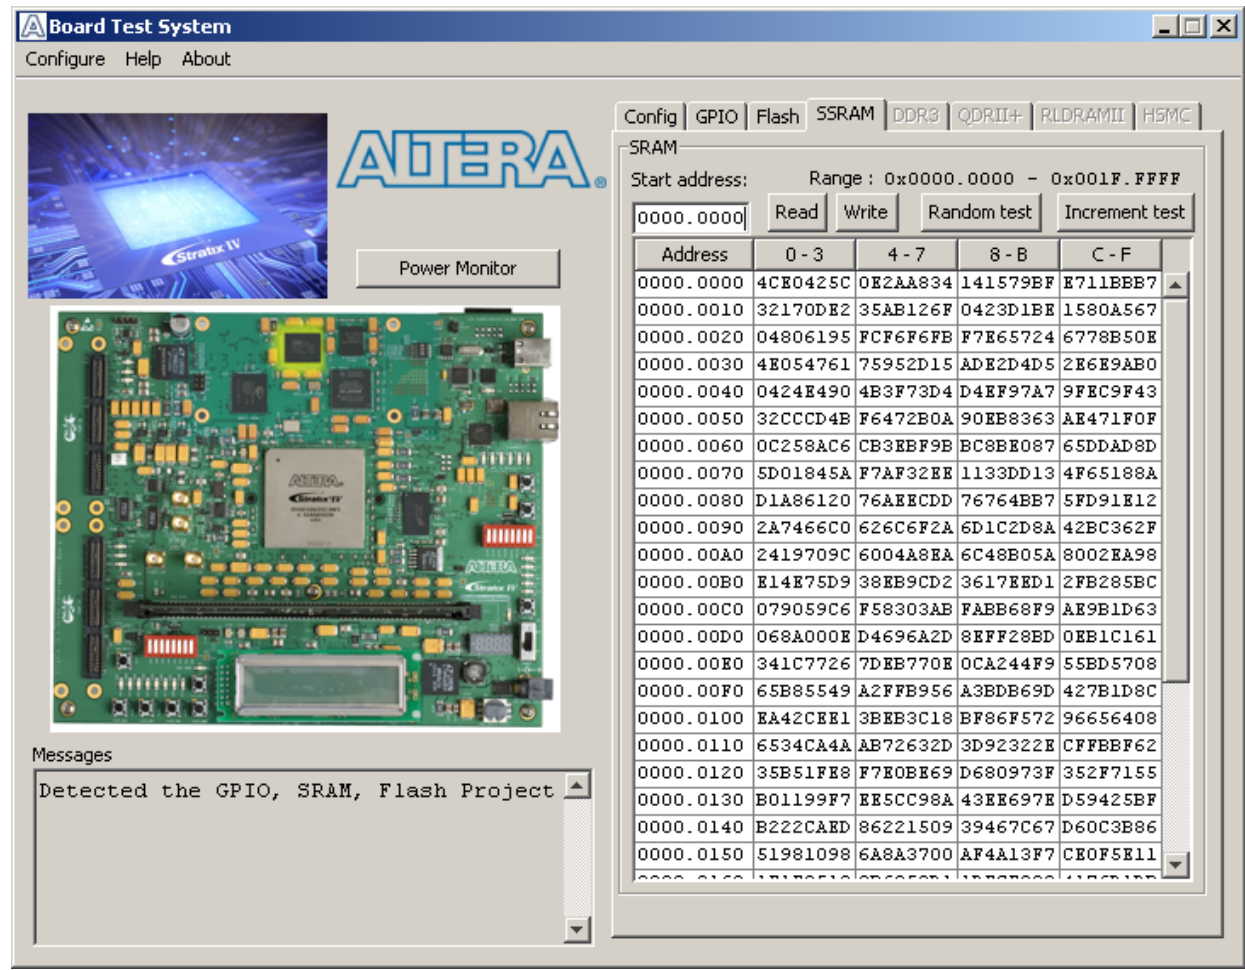 ALTERA Board Test System
Configure Help About
Stratix IV
ALTERA®
Power Monitor
ALTERA
Stratix IV
ALTERA
Stratix IV
Messages
Detected the GPIO, SRAM, Flash Project
Config GPIO Flash SSRAM DDR3 QDRII+ RLDRAMII HSMC
SRAM
Start address: Range : 0x0000.0000 - 0x001F.FFFF
0000.0000 Read Write Random test Increment test
Address 0 - 3 4 - 7 8 - B C - F
0000.0000 4CE0425C 0E2AA834 141579BF E711BBB7
0000.0010 32170DE2 35AB126F 0423D1BE 1580A567
0000.0020 04806195 FCF6F6FB F7E65724 6778B50E
0000.0030 4E054761 75952D15 ADE2D4D5 2E6E9AB0
0000.0040 0424E490 4B3F73D4 D4EF97A7 9FEC9F43
0000.0050 32CCCD4B F6472B0A 90EB8363 AE471F0F
0000.0060 0C258AC6 CB3EBF9B BC8BE087 65DDAD8D
0000.0070 5D01845A F7AF32EE 1133DD13 4F65188A
0000.0080 D1A86120 76AEECDD 76764BB7 5FD91E12
0000.0090 2A7466C0 626C6F2A 6D1C2D8A 42BC362F
0000.00A0 2419709C 6004A8EA 6C48B05A 8002EA98
0000.00B0 E14E75D9 38EB9CD2 3617EED1 2FB285BC
0000.00C0 079059C6 F58303AB FABB68F9 AE9B1D63
0000.00D0 068A000E D4696A2D 8EFF28BD 0EB1C161
0000.00E0 341C7726 7DEB770E 0CA244F9 55BD5708
0000.00F0 65B85549 A2FFB956 A3BDB69D 427B1D8C
0000.0100 EA42CEE1 3BEB3C18 BF86F572 96656408
0000.0110 6534CA4A AB72632D 3D92322E CFFBBF62
0000.0120 35B51FE8 F7E0BE69 D680973F 352F7155
0000.0130 B01199F7 EE5CC98A 43EE697E D59425BF
0000.0140 B222CAED 86221509 39467C67 D60C3B86
0000.0150 51981098 6A8A3700 AF4A13F7 CE0F5E11